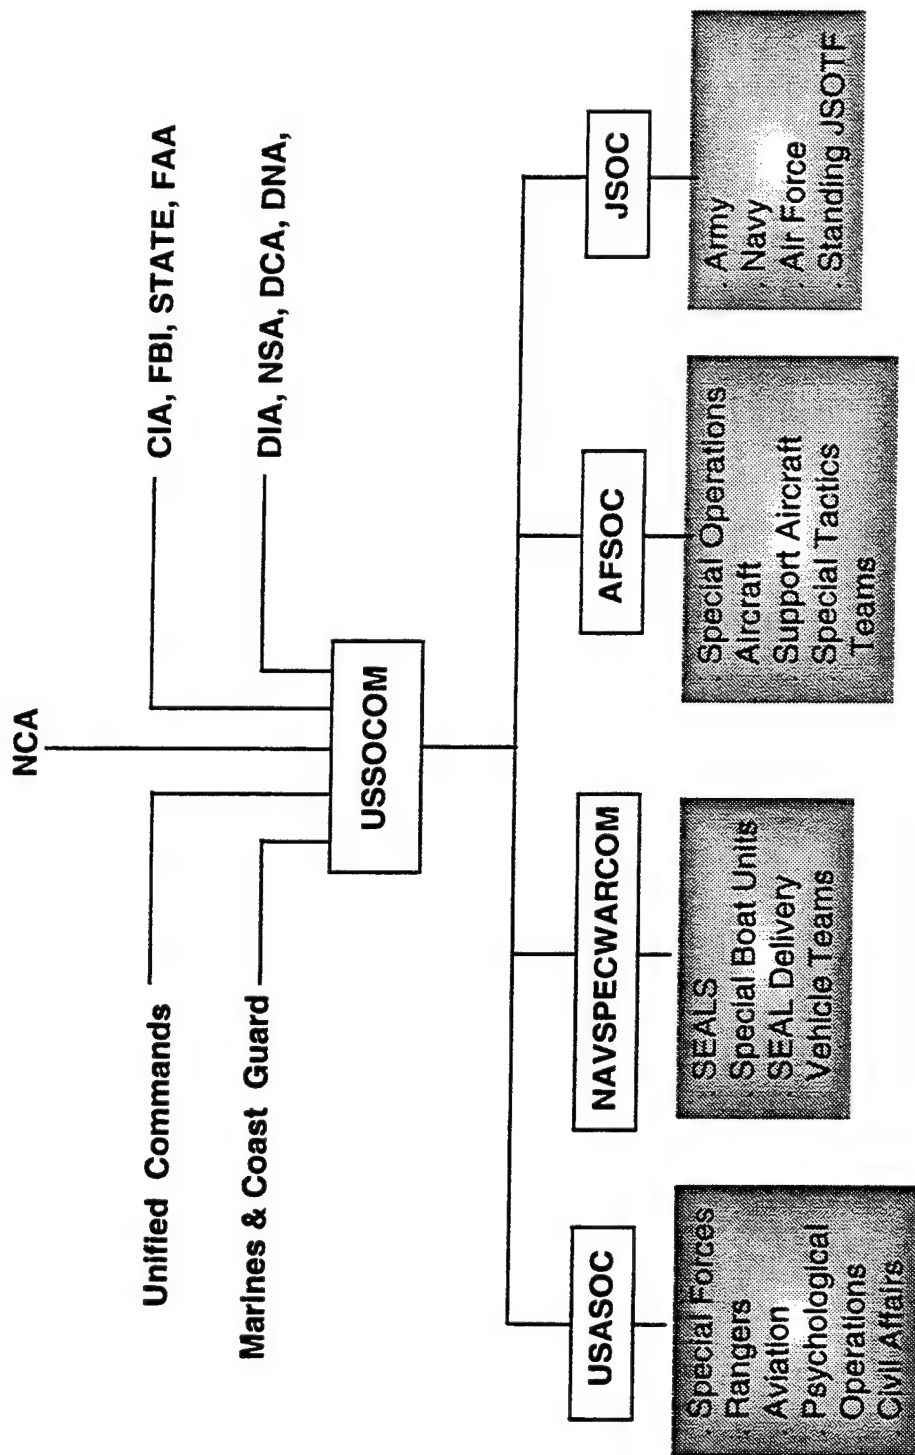 NCA
Unified Commands
CIA, FBI, STATE, FAA
Marines & Coast Guard
DIA, NSA, DCA, DNA,
USSOCOM
USASOC
NAVSPECWARCOM
AFSOC
JSOC
· Special Forces
· Rangers
· Aviation
· Psychological
Operations
· Civil Affairs
· SEALS
· Special Boat Units
· SEAL Delivery
Vehicle Teams
· Special Operations
Aircraft
· Support Aircraft
· Special Tactics
Teams
· Army
· Navy
· Air Force
· Standing JSOTF